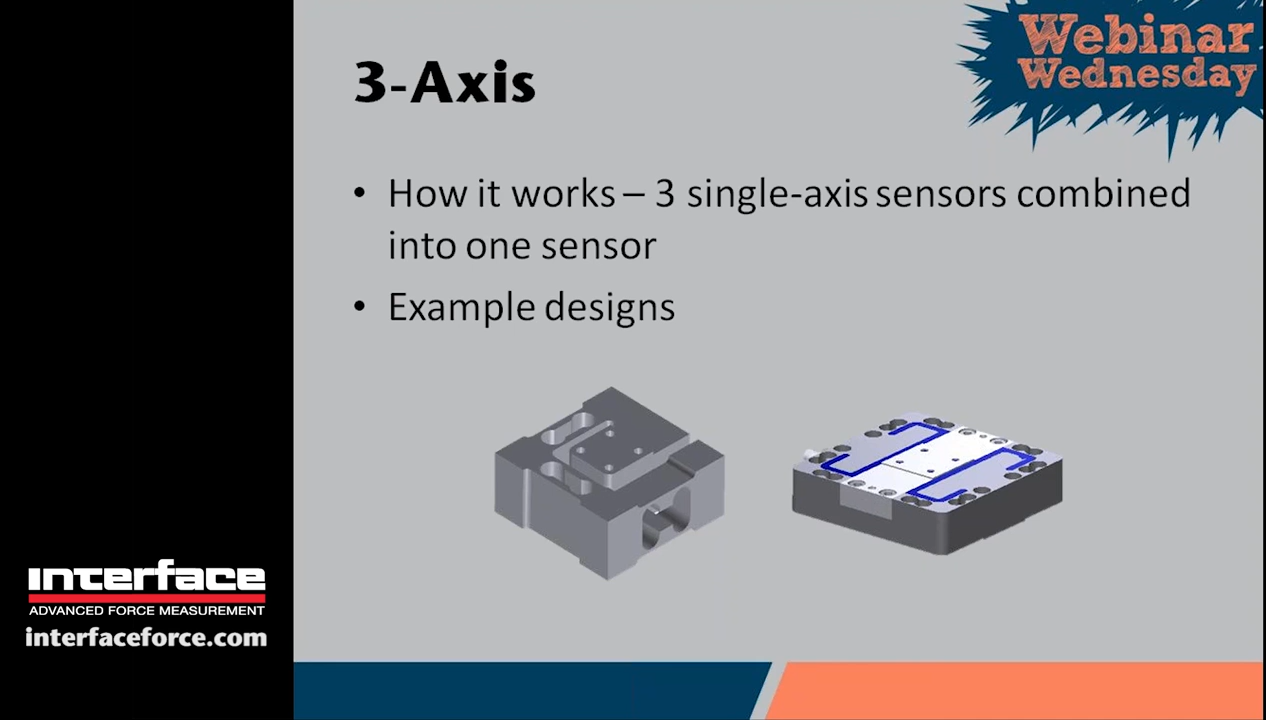 Webinar
Wednesday
3-Axis
• How it works – 3 single-axis sensors combined
into one sensor
• Example designs
interface
ADVANCED FORCE MEASUREMENT
interfaceforce.com